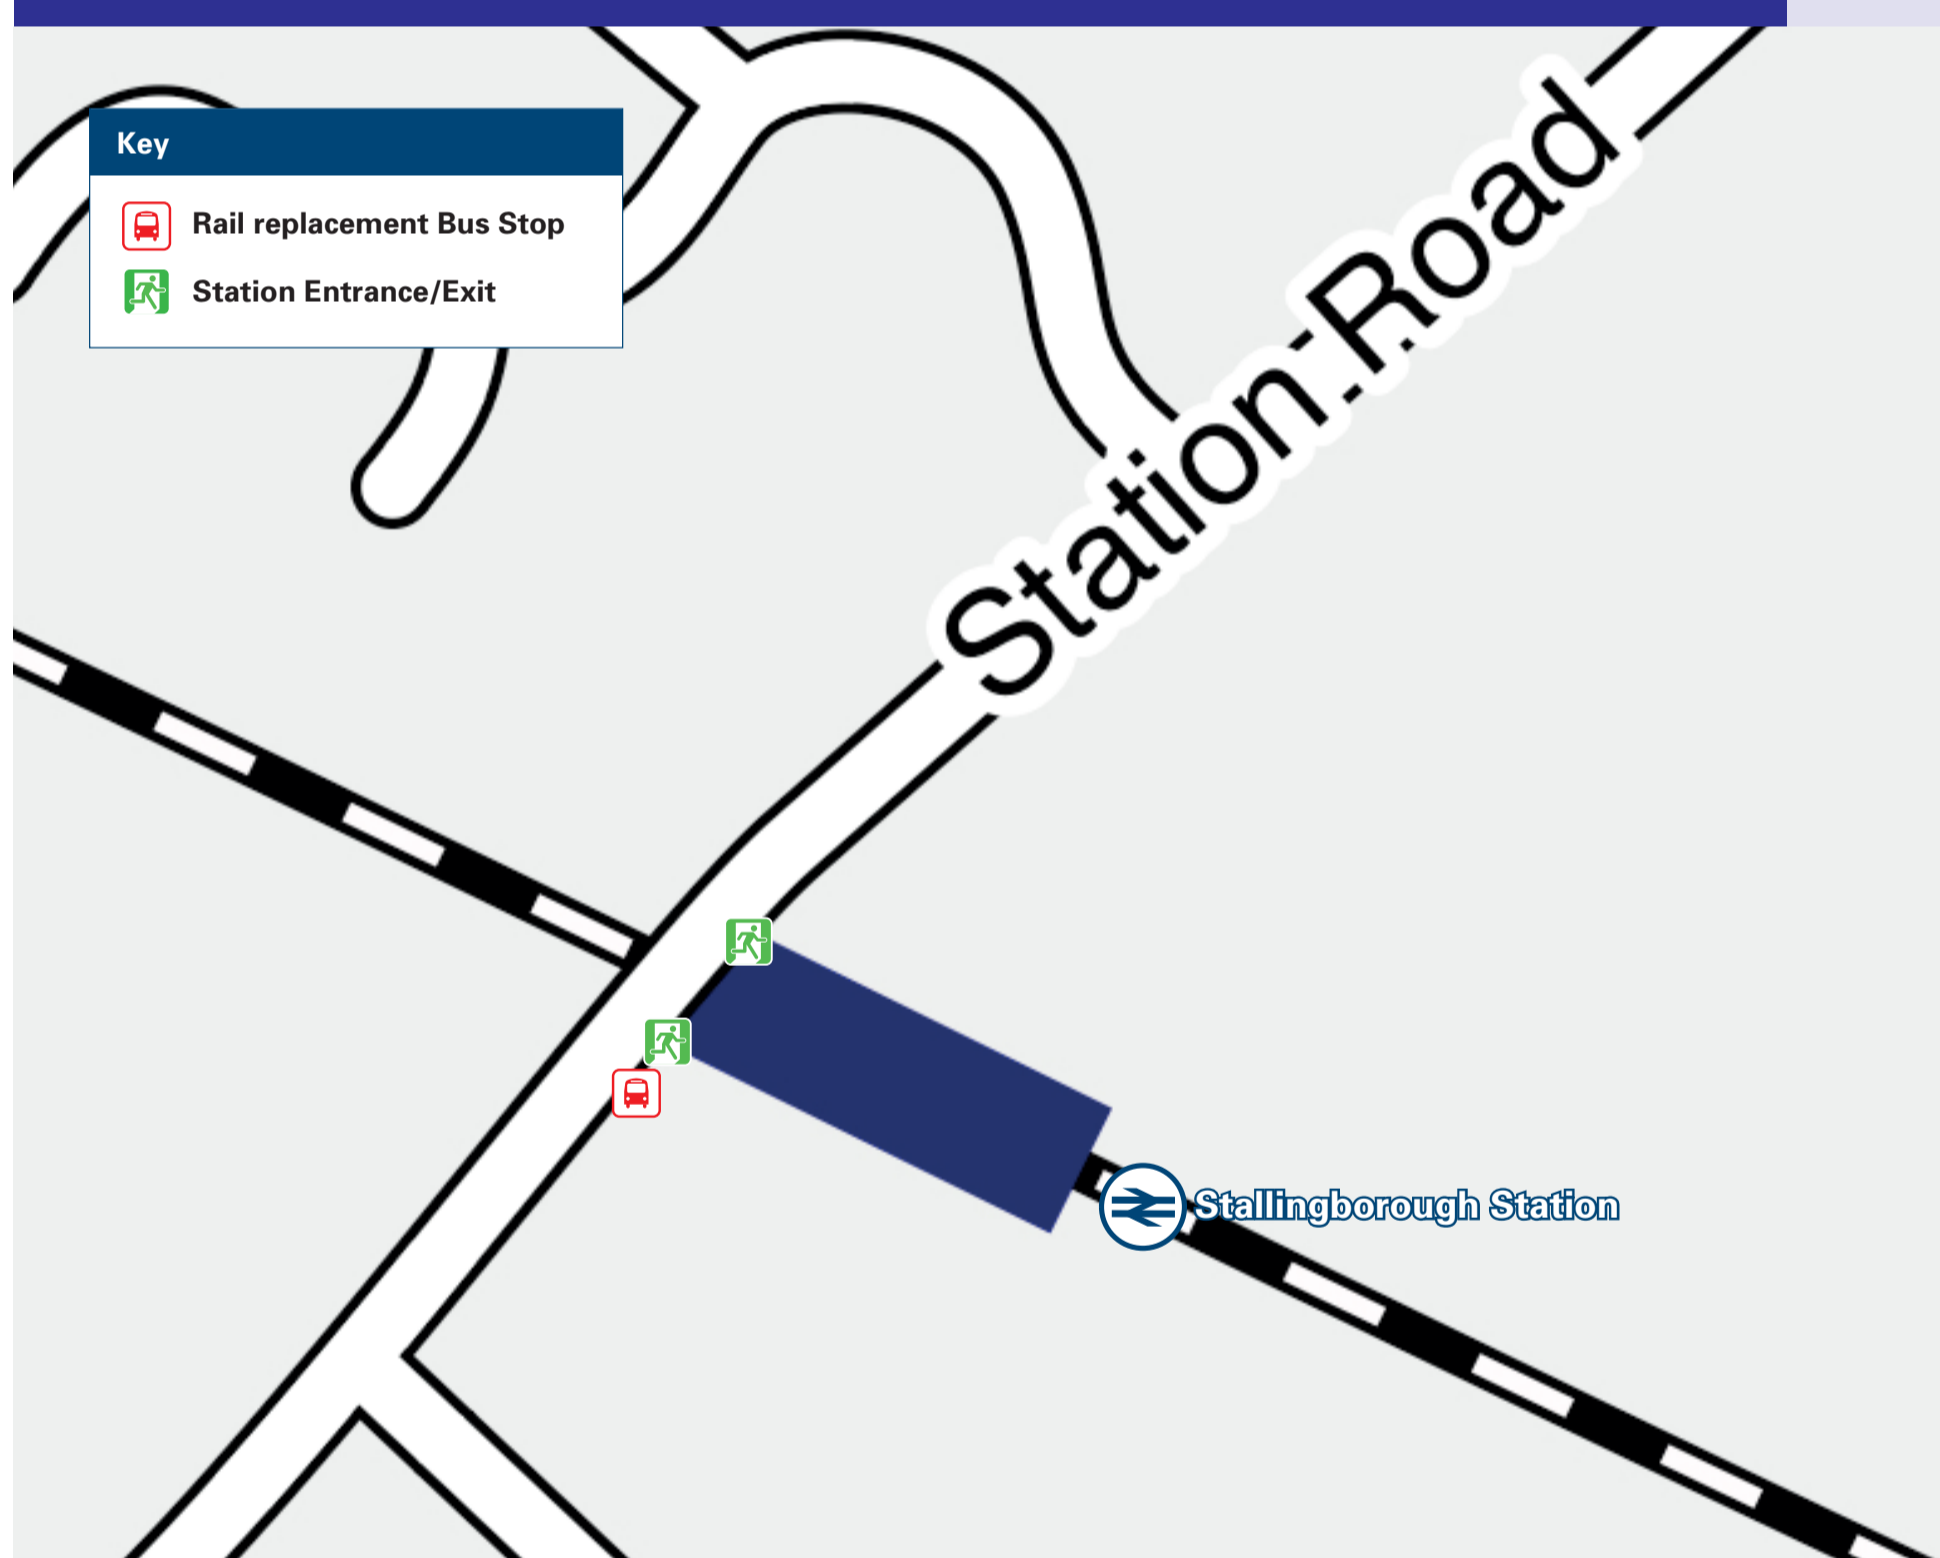 Key
Rail replacement Bus Stop
Station Entrance/Exit
Station Road
Stallingborough Station